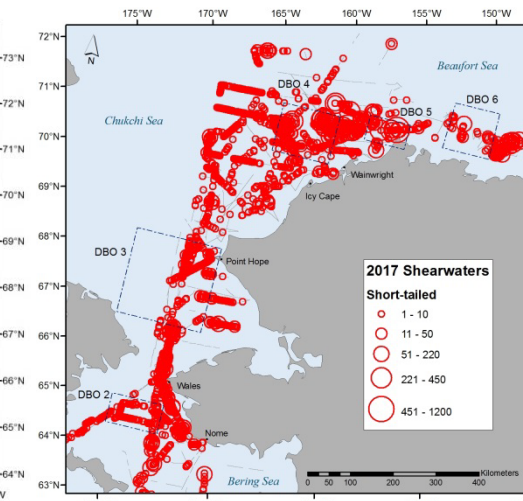 175°W 170°W 165°W 160°W 155°W 150°W
72°N
73°N
N
Beaufort Sea
71°N
DBO 4
DBO 6
72°N
Chukchi Sea
DBO 5
70°N
71°N
Wainwright
69°N
70°N
Icy Cape
68°N
69°N
DBO 3
Point Hope
2017 Shearwaters
67°N
68°N
Short-tailed
1 - 10
11 - 50
66°N
67°N
51 - 220
221 - 450
65°N
66°N
Wales
DBO 2
451 - 1200
64°N
65°N
Nome
Kilometers
0 50 100 200 300 400
63°N
64°N
Bering Sea
W